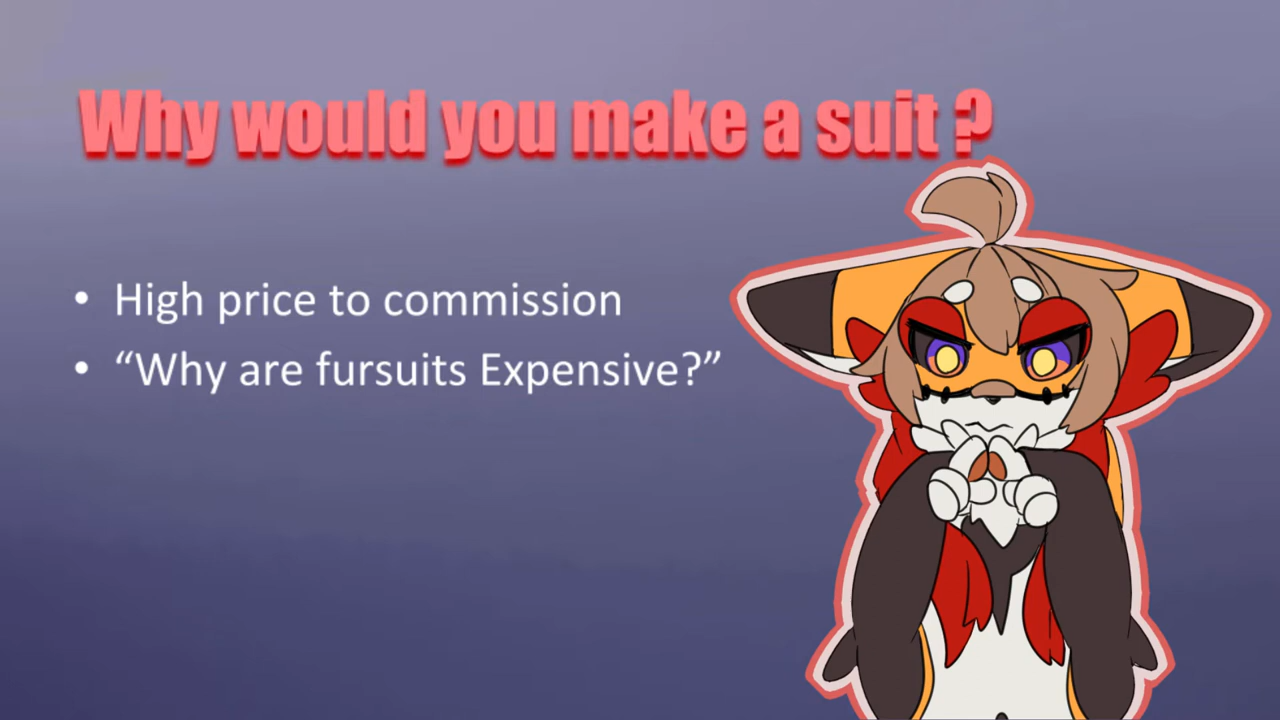 Why would you make a suit ?
• High price to commission
• “Why are fursuits Expensive?”